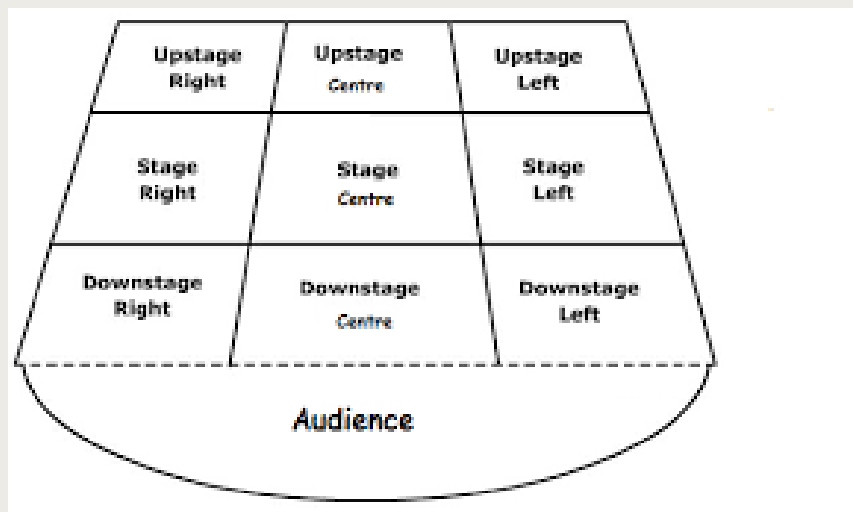 Upstage
Right
Upstage
Centre
Upstage
Left
Stage
Right
Stage
Centre
Stage
Left
Downstage
Right
Downstage
Centre
Downstage
Left
Audience